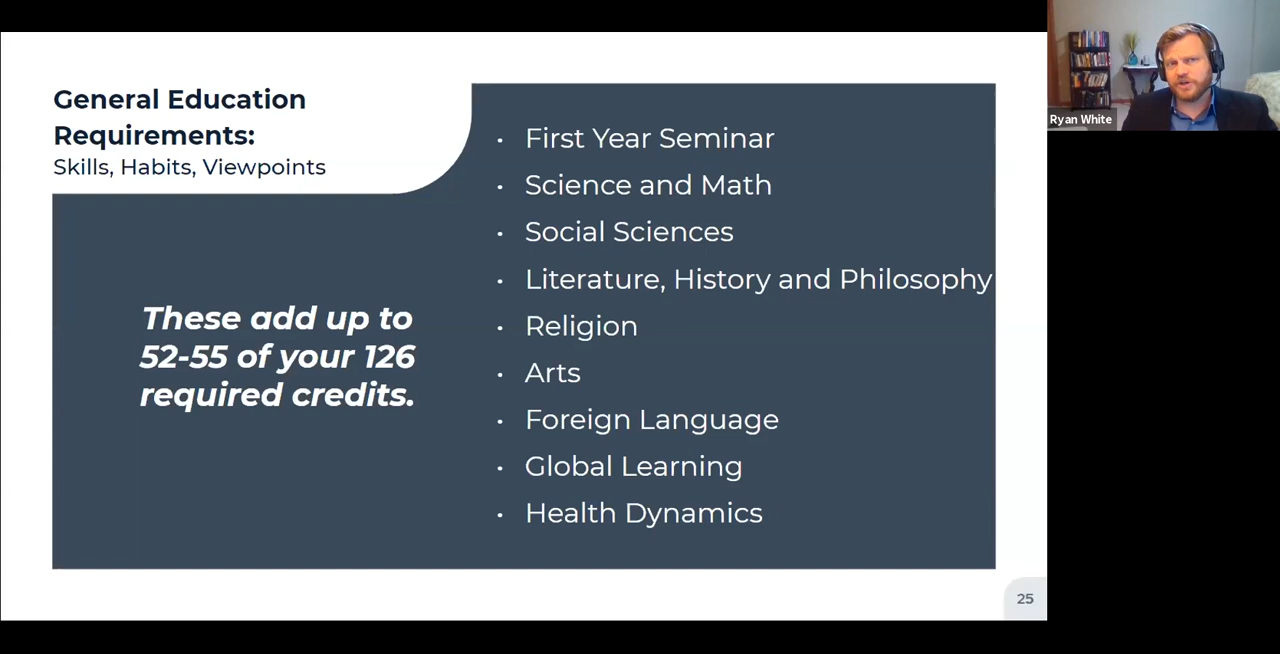 General Education
Requirements:
Skills, Habits, Viewpoints
These add up to
52-55 of your 126
required credits.
• First Year Seminar
• Science and Math
• Social Sciences
• Literature, History and Philosophy
• Religion
• Arts
• Foreign Language
• Global Learning
• Health Dynamics
25
Ryan White